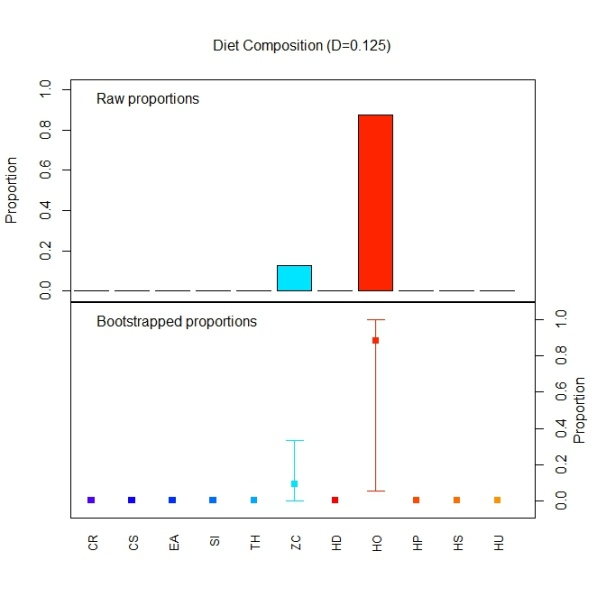 Diet Composition (D=0.125)
Raw proportions
Proportion
1.0
0.8
0.6
0.4
0.2
0.0
Bootstrapped proportions
1.0
0.8
0.6
0.4
0.2
0.0
Proportion
CR CS EA SI TH ZC HD HO HP HS HU